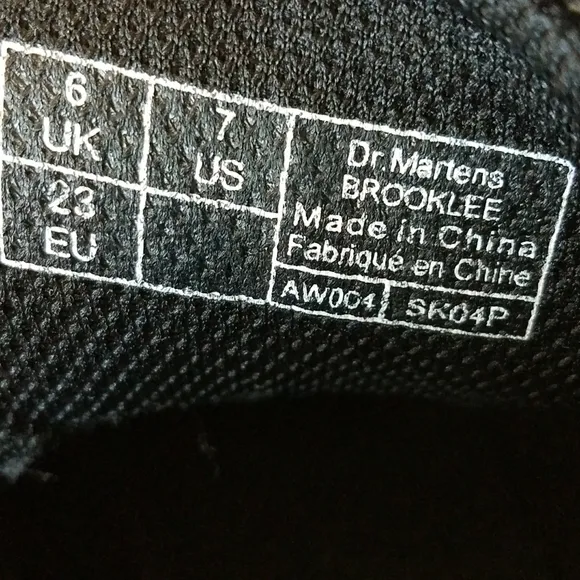 6
UK
7
US
23
EU
Dr.Martens
BROOKLEE
Made in China
Fabriqué en Chine
AW004
SK04P